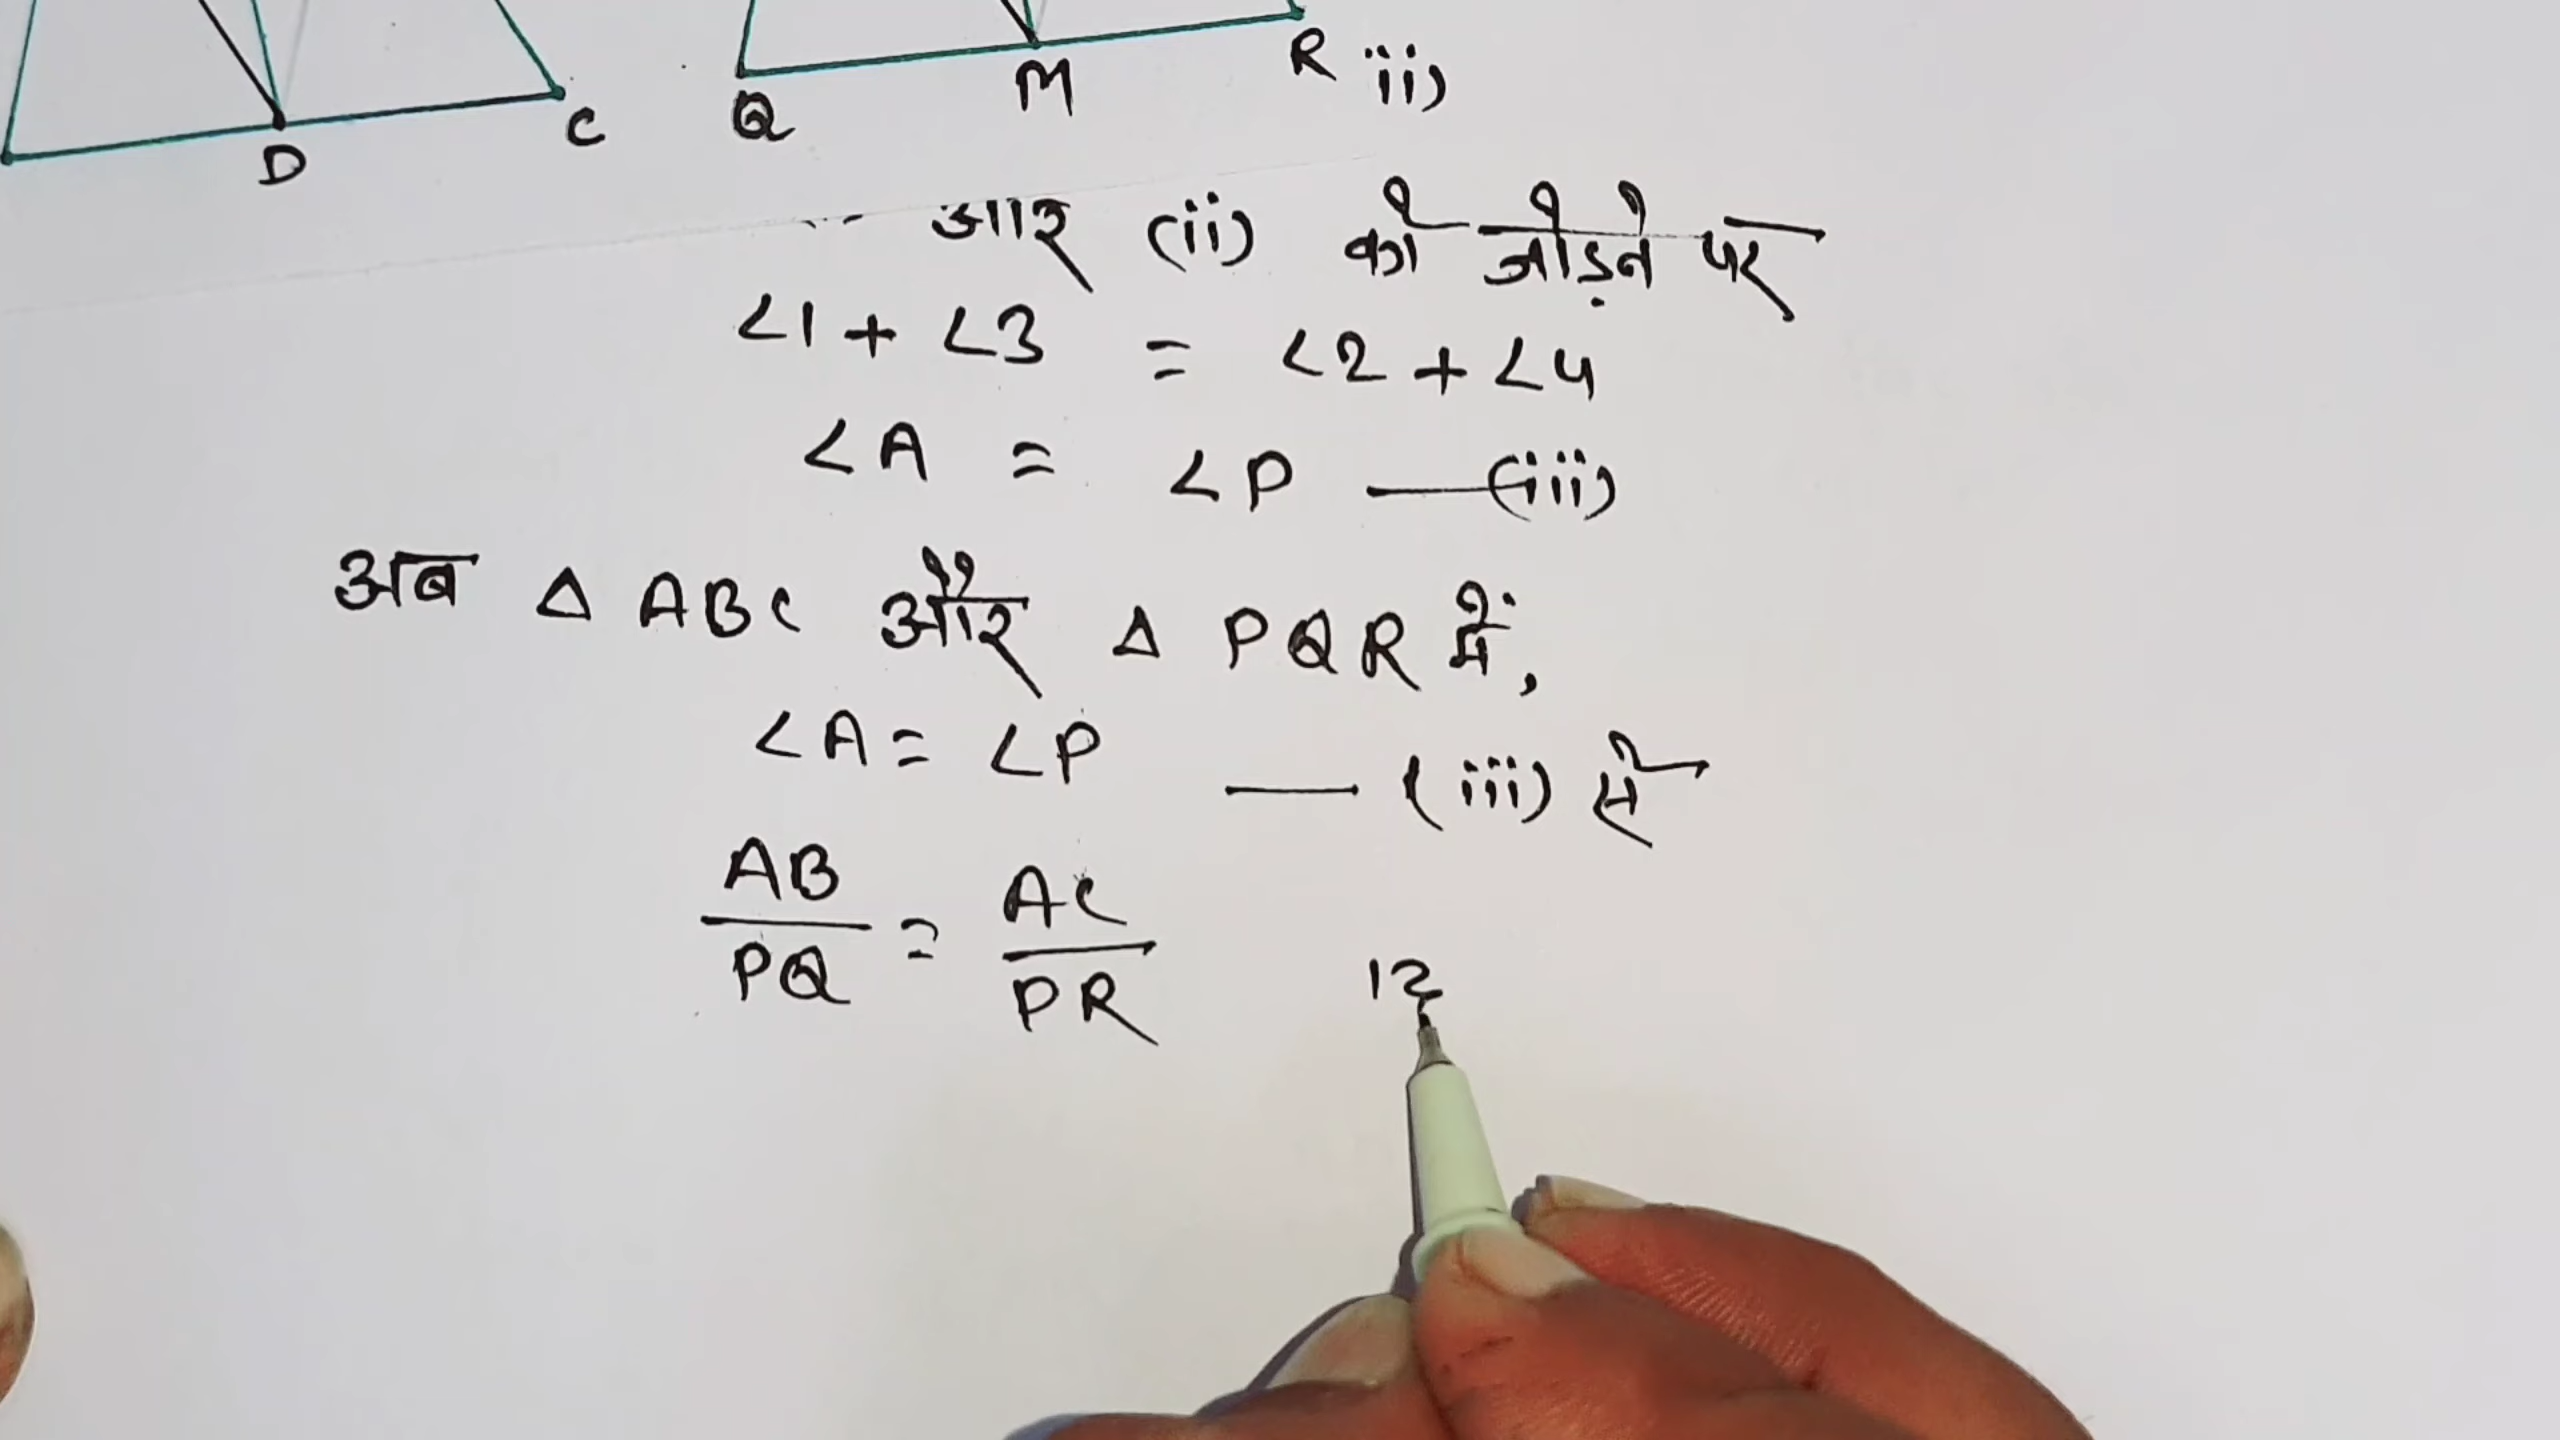 D C Q M R ii)
और (ii) को जोड़ने पर
∠1 + ∠3 = ∠2 + ∠4
∠A = ∠P —(iii)
अब Δ ABC और Δ PQR में,
∠A = ∠P — (iii) से
AB/PQ = AC/PR